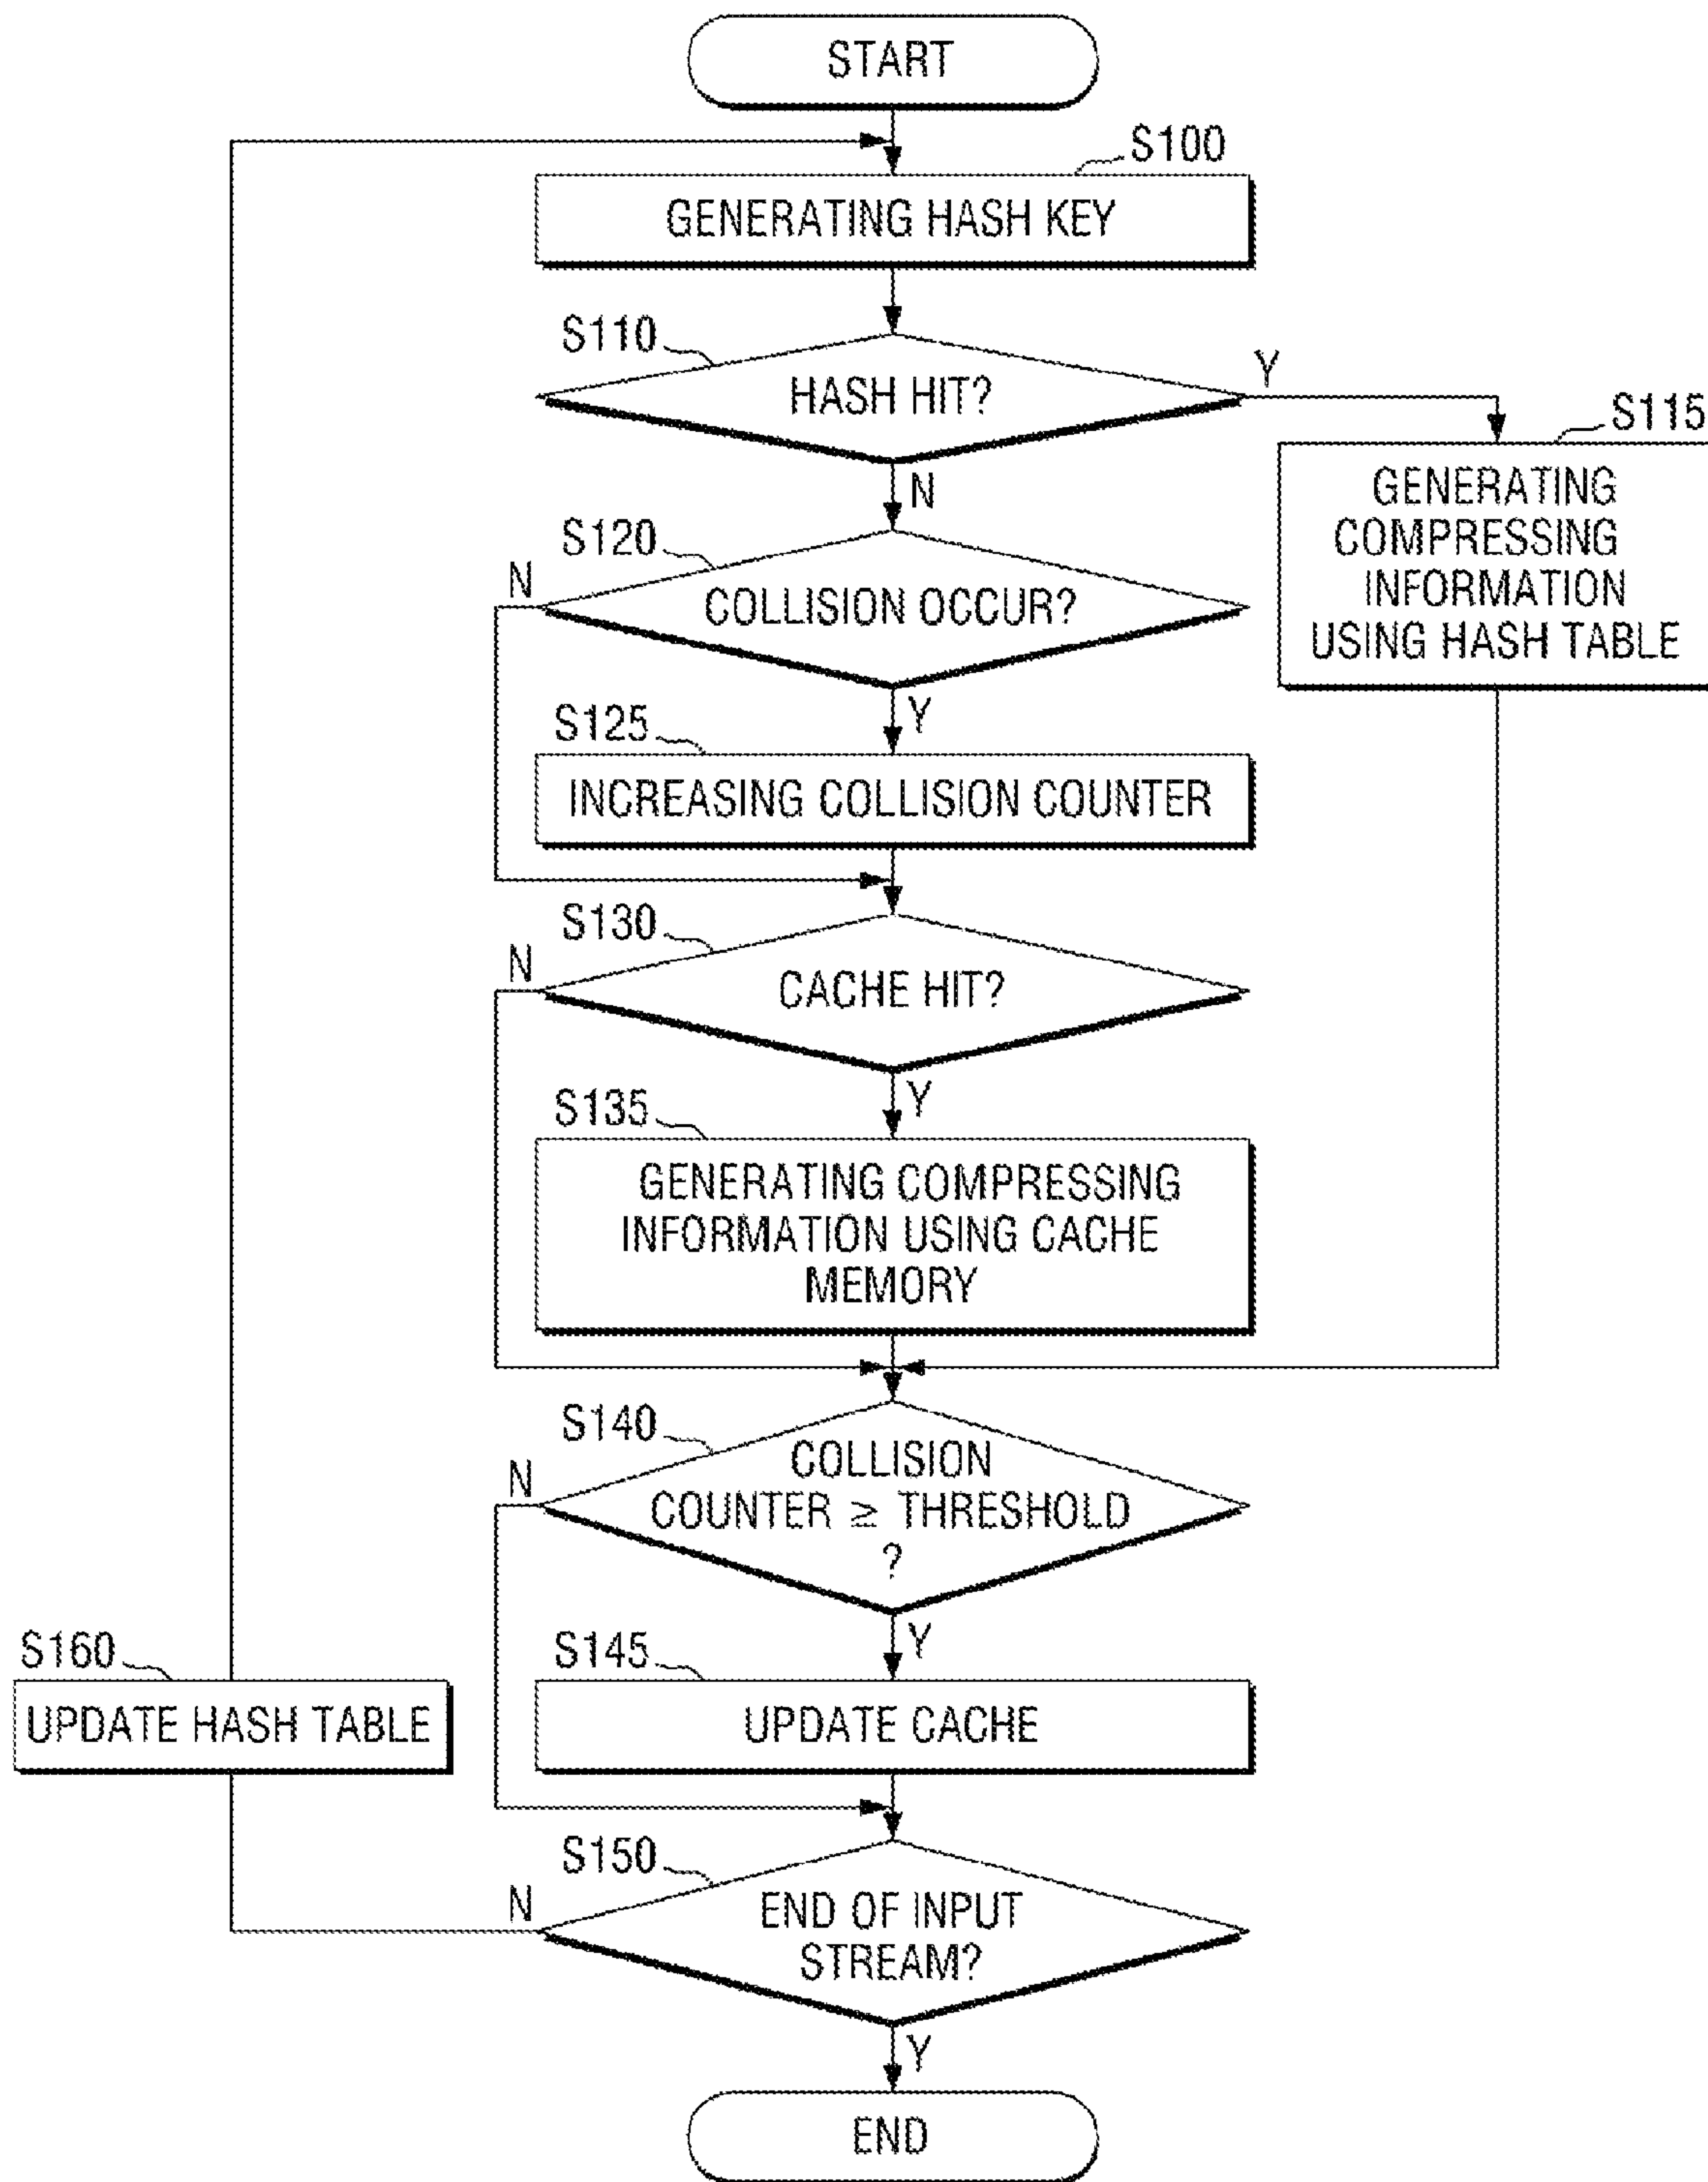 START
S100
GENERATING HASH KEY
S110
HASH HIT?
Y
N
S115
GENERATING
COMPRESSING
INFORMATION
USING HASH TABLE
S120
N
COLLISION OCCUR?
Y
S125
INCREASING COLLISION COUNTER
S130
N
CACHE HIT?
Y
S135
GENERATING COMPRESSING
INFORMATION USING CACHE
MEMORY
S140
N
COLLISION
COUNTER ≥ THRESHOLD
?
Y
S160
UPDATE HASH TABLE
S145
UPDATE CACHE
S150
N
END OF INPUT
STREAM?
Y
END